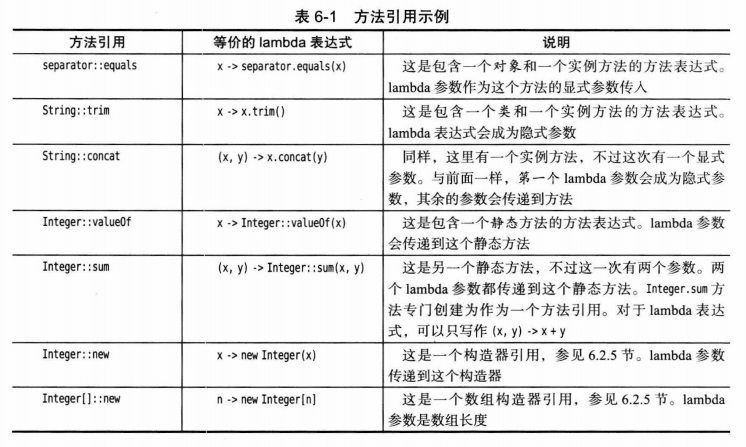 表 6-1 方法引用示例
方法引用 等价的 lambda 表达式 说明
separator::equals x -> separator.equals(x) 这是包含一个对象和一个实例方法的方法表达式。
lambda 参数作为这个方法的显式参数传入
String::trim x -> x.trim() 这是包含一个类和一个实例方法的方法表达式。
lambda 表达式会成为隐式参数
String::concat (x, y) -> x.concat(y) 同样，这里有一个实例方法，不过这次有一个显式
参数。与前面一样，第一个 lambda 参数会成为隐式参
数，其余的参数会传递到方法
Integer::valueOf x -> Integer::valueOf(x) 这是包含一个静态方法的方法表达式。lambda 参数
会传递到这个静态方法
Integer::sum (x, y) -> Integer::sum(x, y) 这是另一个静态方法，不过这一次有两个参数。两
个 lambda 参数都传递到这个静态方法。Integer.sum 方
法专门创建为作为一个方法引用。对于 lambda 表达
式，可以只写作 (x, y) ->x + y
Integer::new x -> new Integer(x) 这是一个构造器引用，参见 6.2.5 节。lambda 参数
传递到这个构造器
Integer[]::new n -> new Integer[n] 这是一个数组构造器引用，参见 6.2.5 节。lambda
参数是数组长度